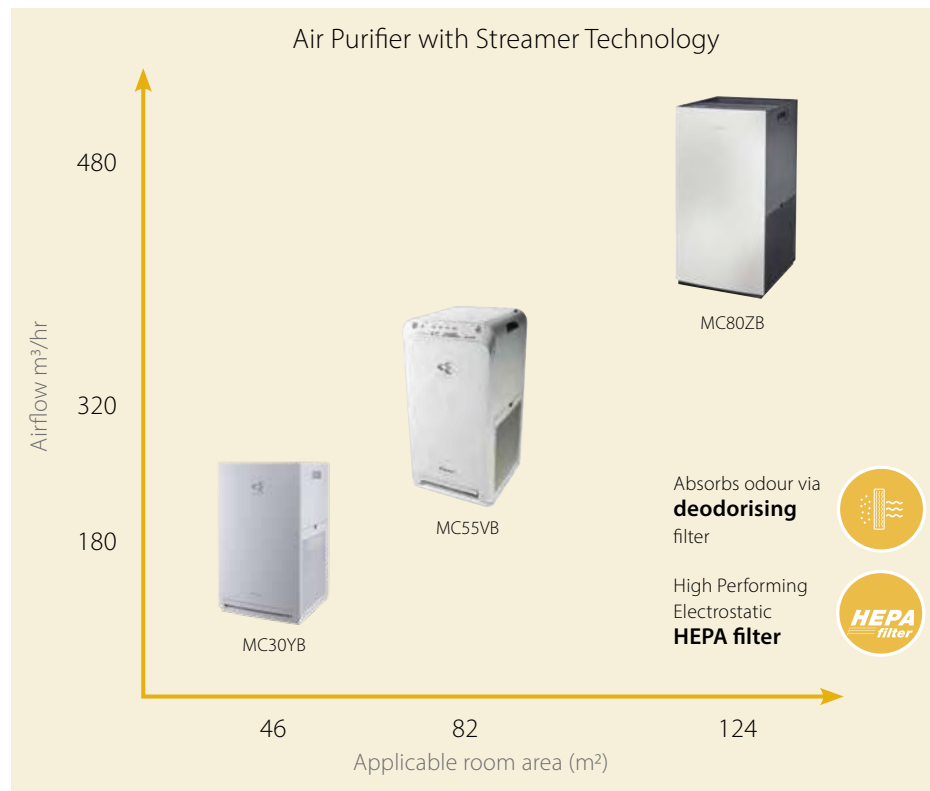 Air Purifier with Streamer Technology
Airflow m³/hr
480
320
180
MC80ZB
MC55VB
MC30YB
Absorbs odour via
deodorising
filter
High Performing
Electrostatic
HEPA filter
HEPA
filter
46
82
124
Applicable room area (m²)